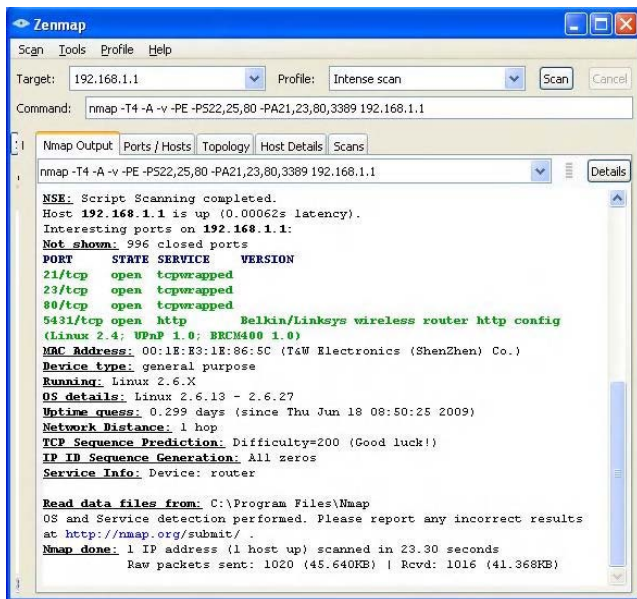 Zenmap
Scan Tools Profile Help
Target: 192.168.1.1 Profile: Intense scan Scan Cancel
Command: nmap -T4 -A -v -PE -PS22,25,80 -PA21,23,80,3389 192.168.1.1
Nmap Output Ports / Hosts Topology Host Details Scans
nmap -T4 -A -v -PE -PS22,25,80 -PA21,23,80,3389 192.168.1.1 Details
NSE: Script Scanning completed.
Host 192.168.1.1 is up (0.00062s latency).
Interesting ports on 192.168.1.1:
Not shown: 996 closed ports
PORT STATE SERVICE VERSION
21/tcp open tcpwrapped
23/tcp open tcpwrapped
80/tcp open tcpwrapped
5431/tcp open http Belkin/Linksys wireless router http config
(Linux 2.4; UPnP 1.0; BRCM400 1.0)
MAC Address: 00:1E:E3:1E:86:5C (T&W Electronics (ShenZhen) Co.)
Device type: general purpose
Running: Linux 2.6.X
OS details: Linux 2.6.13 - 2.6.27
Uptime guess: 0.299 days (since Thu Jun 18 08:50:25 2009)
Network Distance: 1 hop
TCP Sequence Prediction: Difficulty=200 (Good luck!)
IP ID Sequence Generation: All zeros
Service Info: Device: router
Read data files from: C:\Program Files\Nmap
OS and Service detection performed. Please report any incorrect results
at http://nmap.org/submit/ .
Nmap done: 1 IP address (1 host up) scanned in 23.30 seconds
Raw packets sent: 1020 (45.640KB) | Rcvd: 1016 (41.368KB)